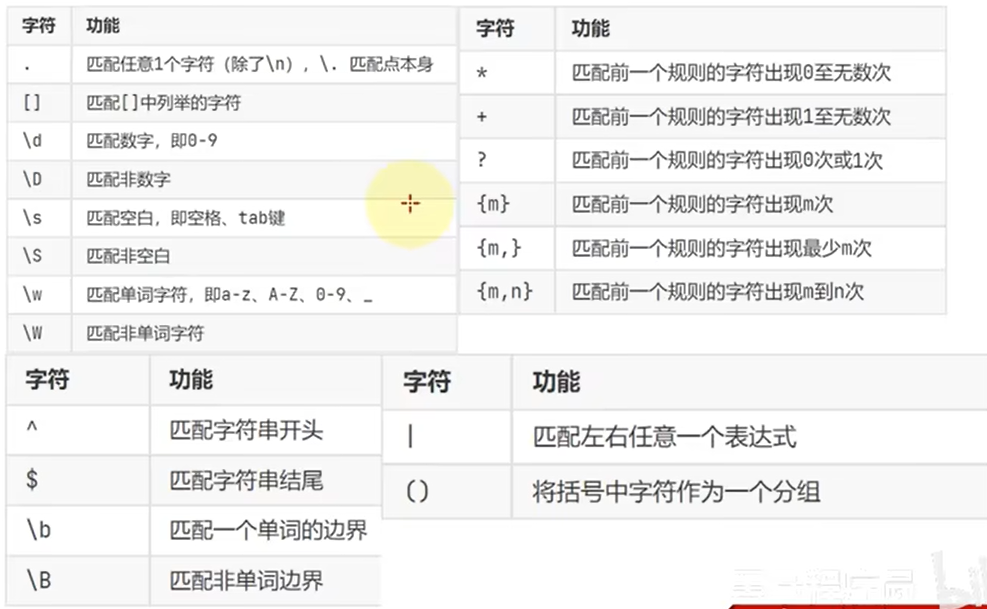 字符 功能
. 匹配任意1个字符（除了\n），\. 匹配点本身
[] 匹配[]中列举的字符
\d 匹配数字，即0-9
\D 匹配非数字
\s 匹配空白，即空格、tab键
\S 匹配非空白
\w 匹配单词字符，即a-z、A-Z、0-9、_
\W 匹配非单词字符
字符 功能
* 匹配前一个规则的字符出现0至无数次
+ 匹配前一个规则的字符出现1至无数次
? 匹配前一个规则的字符出现0次或1次
{m} 匹配前一个规则的字符出现m次
{m,} 匹配前一个规则的字符出现最少m次
{m,n} 匹配前一个规则的字符出现m到n次
字符 功能
^ 匹配字符串开头
$ 匹配字符串结尾
\b 匹配一个单词的边界
\B 匹配非单词边界
字符 功能
| 匹配左右任意一个表达式
() 将括号中字符作为一个分组